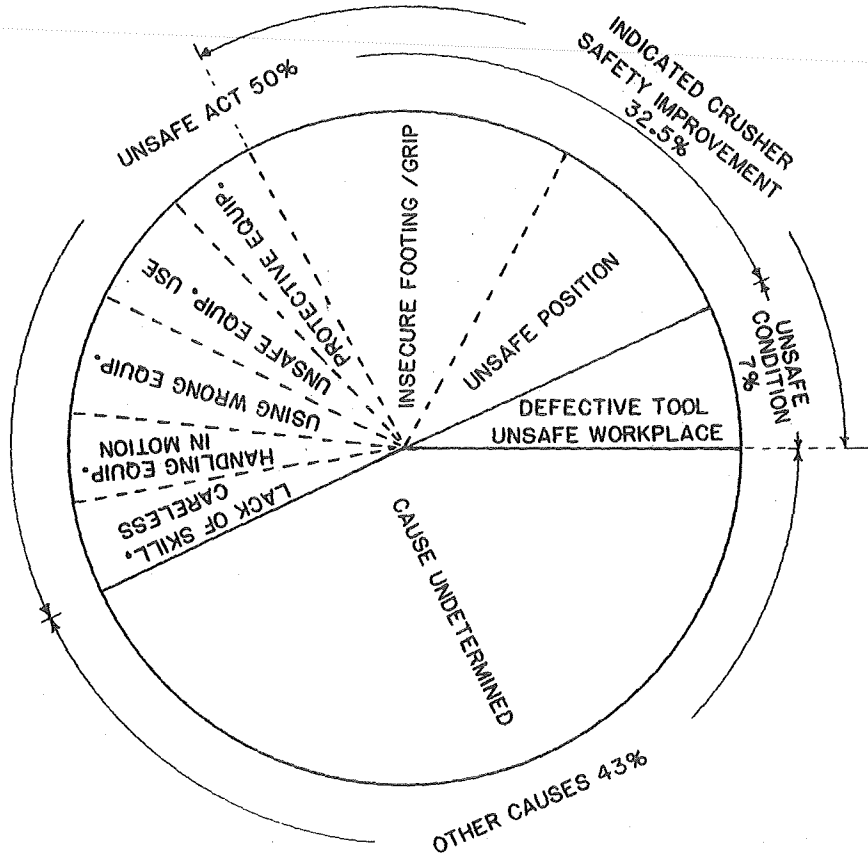 INDICATED CRUSHER
SAFETY IMPROVEMENT
32.5%
UNSAFE ACT 50%
UNSAFE
CONDITION
7%
PROTECTIVE EQUIP.
UNSAFE EQUIP. USE
USING WRONG EQUIP.
HANDLING EQUIP.
IN MOTION
LACK OF SKILL.
CARELESS
INSECURE FOOTING /GRIP
UNSAFE POSITION
DEFECTIVE TOOL
UNSAFE WORKPLACE
CAUSE UNDETERMINED
OTHER CAUSES 43%